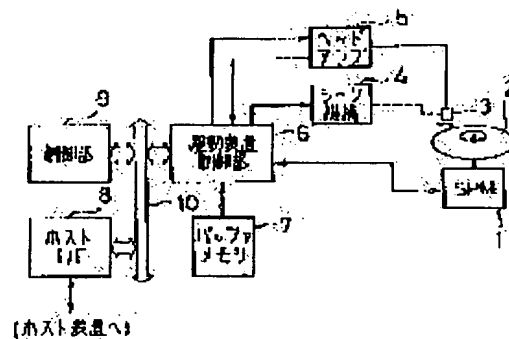 5
ヘッド
アンプ
4
シーク
機構
3
2
9
制御部
6
駆動装置
制御部
SPM
1
8
10
ホスト
I/F
7
バッファ
メモリ
(ホスト装置へ)